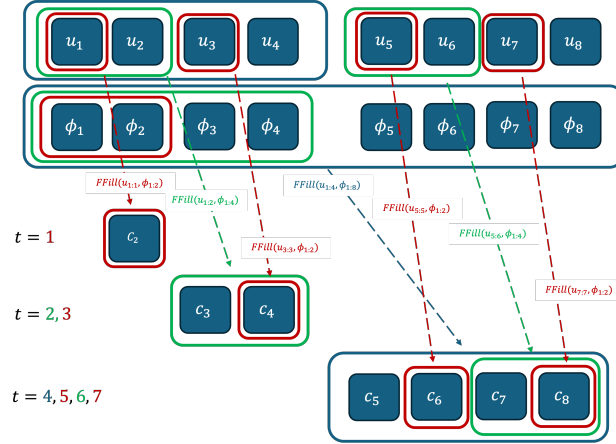 u₁ u₂ u₃ u₄ u₅ u₆ u₇ u₈
ϕ₁ ϕ₂ ϕ₃ ϕ₄ ϕ₅ ϕ₆ ϕ₇ ϕ₈
FFill(u₁:₁, ϕ₁:₂)
FFill(u₁:₂, ϕ₁:₄)
FFill(u₃:₃, ϕ₁:₂)
FFill(u₁:₄, ϕ₁:₈)
FFill(u₅:₅, ϕ₁:₂)
FFill(u₅:₆, ϕ₁:₄)
FFill(u₇:₇, ϕ₁:₂)
t = 1
c₂
t = 2, 3
c₃ c₄
t = 4, 5, 6, 7
c₅ c₆ c₇ c₈